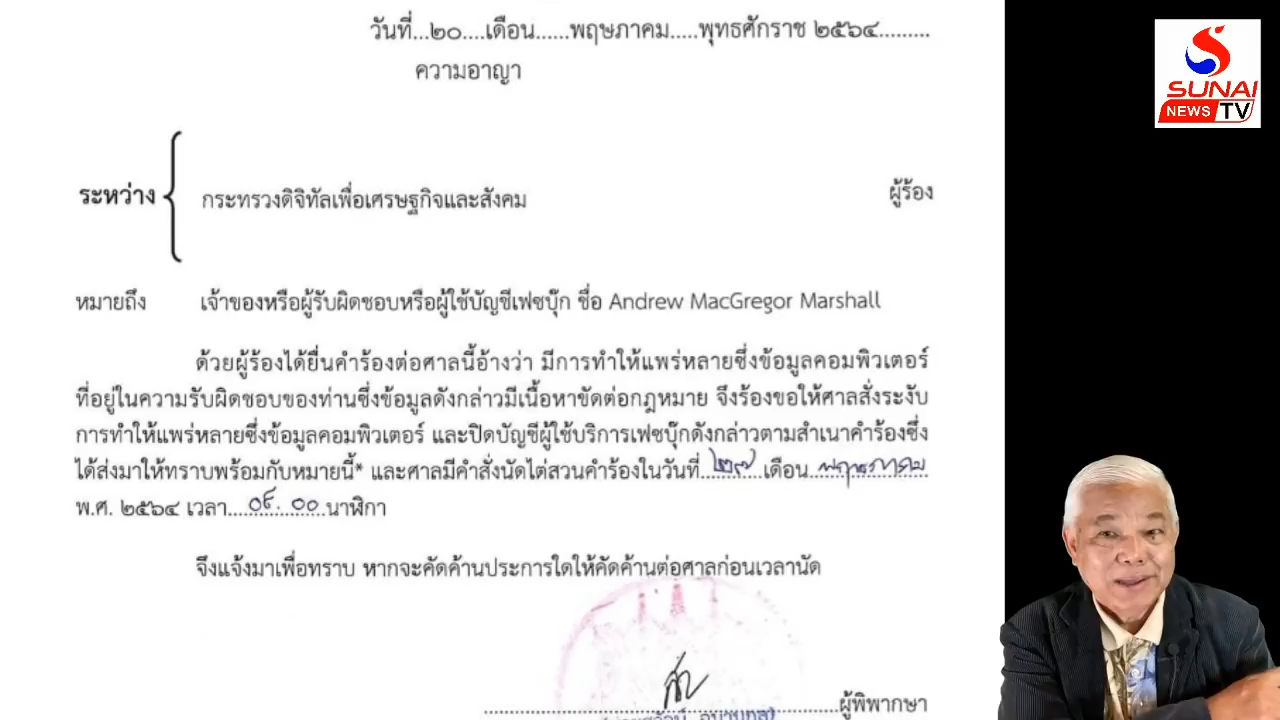 วันที่...๒๐....เดือน......พฤษภาคม.....พุทธศักราช ๒๕๖๔.........
ความอาญา
ระหว่าง
กระทรวงดิจิทัลเพื่อเศรษฐกิจและสังคม
ผู้ร้อง
หมายถึง เจ้าของหรือผู้รับผิดชอบหรือผู้ใช้บัญชีเฟซบุ๊ก ชื่อ Andrew MacGregor Marshall
ด้วยผู้ร้องได้ยื่นคำร้องต่อศาลนี้อ้างว่า มีการทำให้แพร่หลายซึ่งข้อมูลคอมพิวเตอร์
ที่อยู่ในความรับผิดชอบของท่านซึ่งข้อมูลดังกล่าวมีเนื้อหาขัดต่อกฎหมาย จึงร้องขอให้ศาลสั่งระงับ
การทำให้แพร่หลายซึ่งข้อมูลคอมพิวเตอร์ และปิดบัญชีผู้ใช้บริการเฟซบุ๊กดังกล่าวตามสำเนาคำร้องซึ่ง
ได้ส่งมาให้ทราบพร้อมกับหมายนี้* และศาลมีคำสั่งนัดไต่สวนคำร้องในวันที่ ๒๗ เดือน พฤษภาคม
พ.ศ. ๒๕๖๔ เวลา ๐๙.๐๐ นาฬิกา
จึงแจ้งมาเพื่อทราบ หากจะคัดค้านประการใดให้คัดค้านต่อศาลก่อนเวลานัด
ผู้พิพากษา
SUNAI
NEWS TV